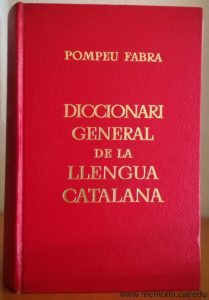 POMPEU FABRA
DICCIONARI
GENERAL
DE LA
LLENGUA
CATALANA
www.memoria.cat/edu